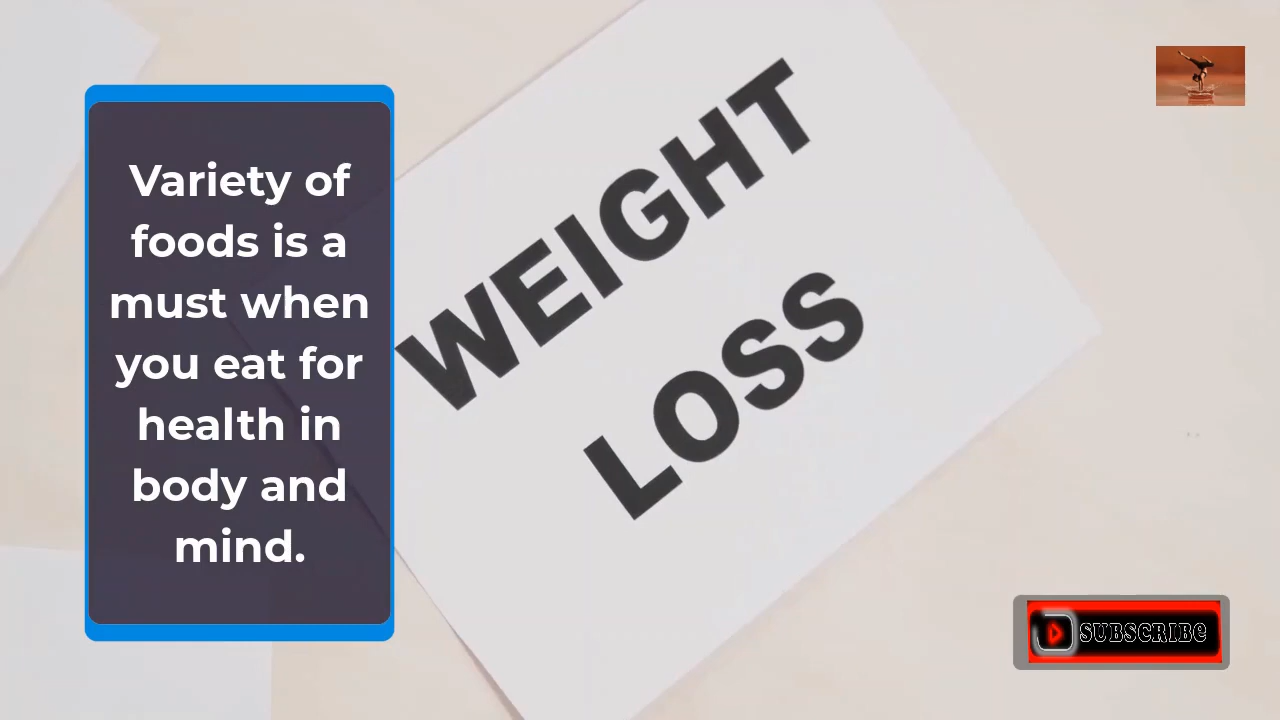 Variety of
foods is a
must when
you eat for
health in
body and
mind.
WEIGHT
LOSS
SUBSCRIBe